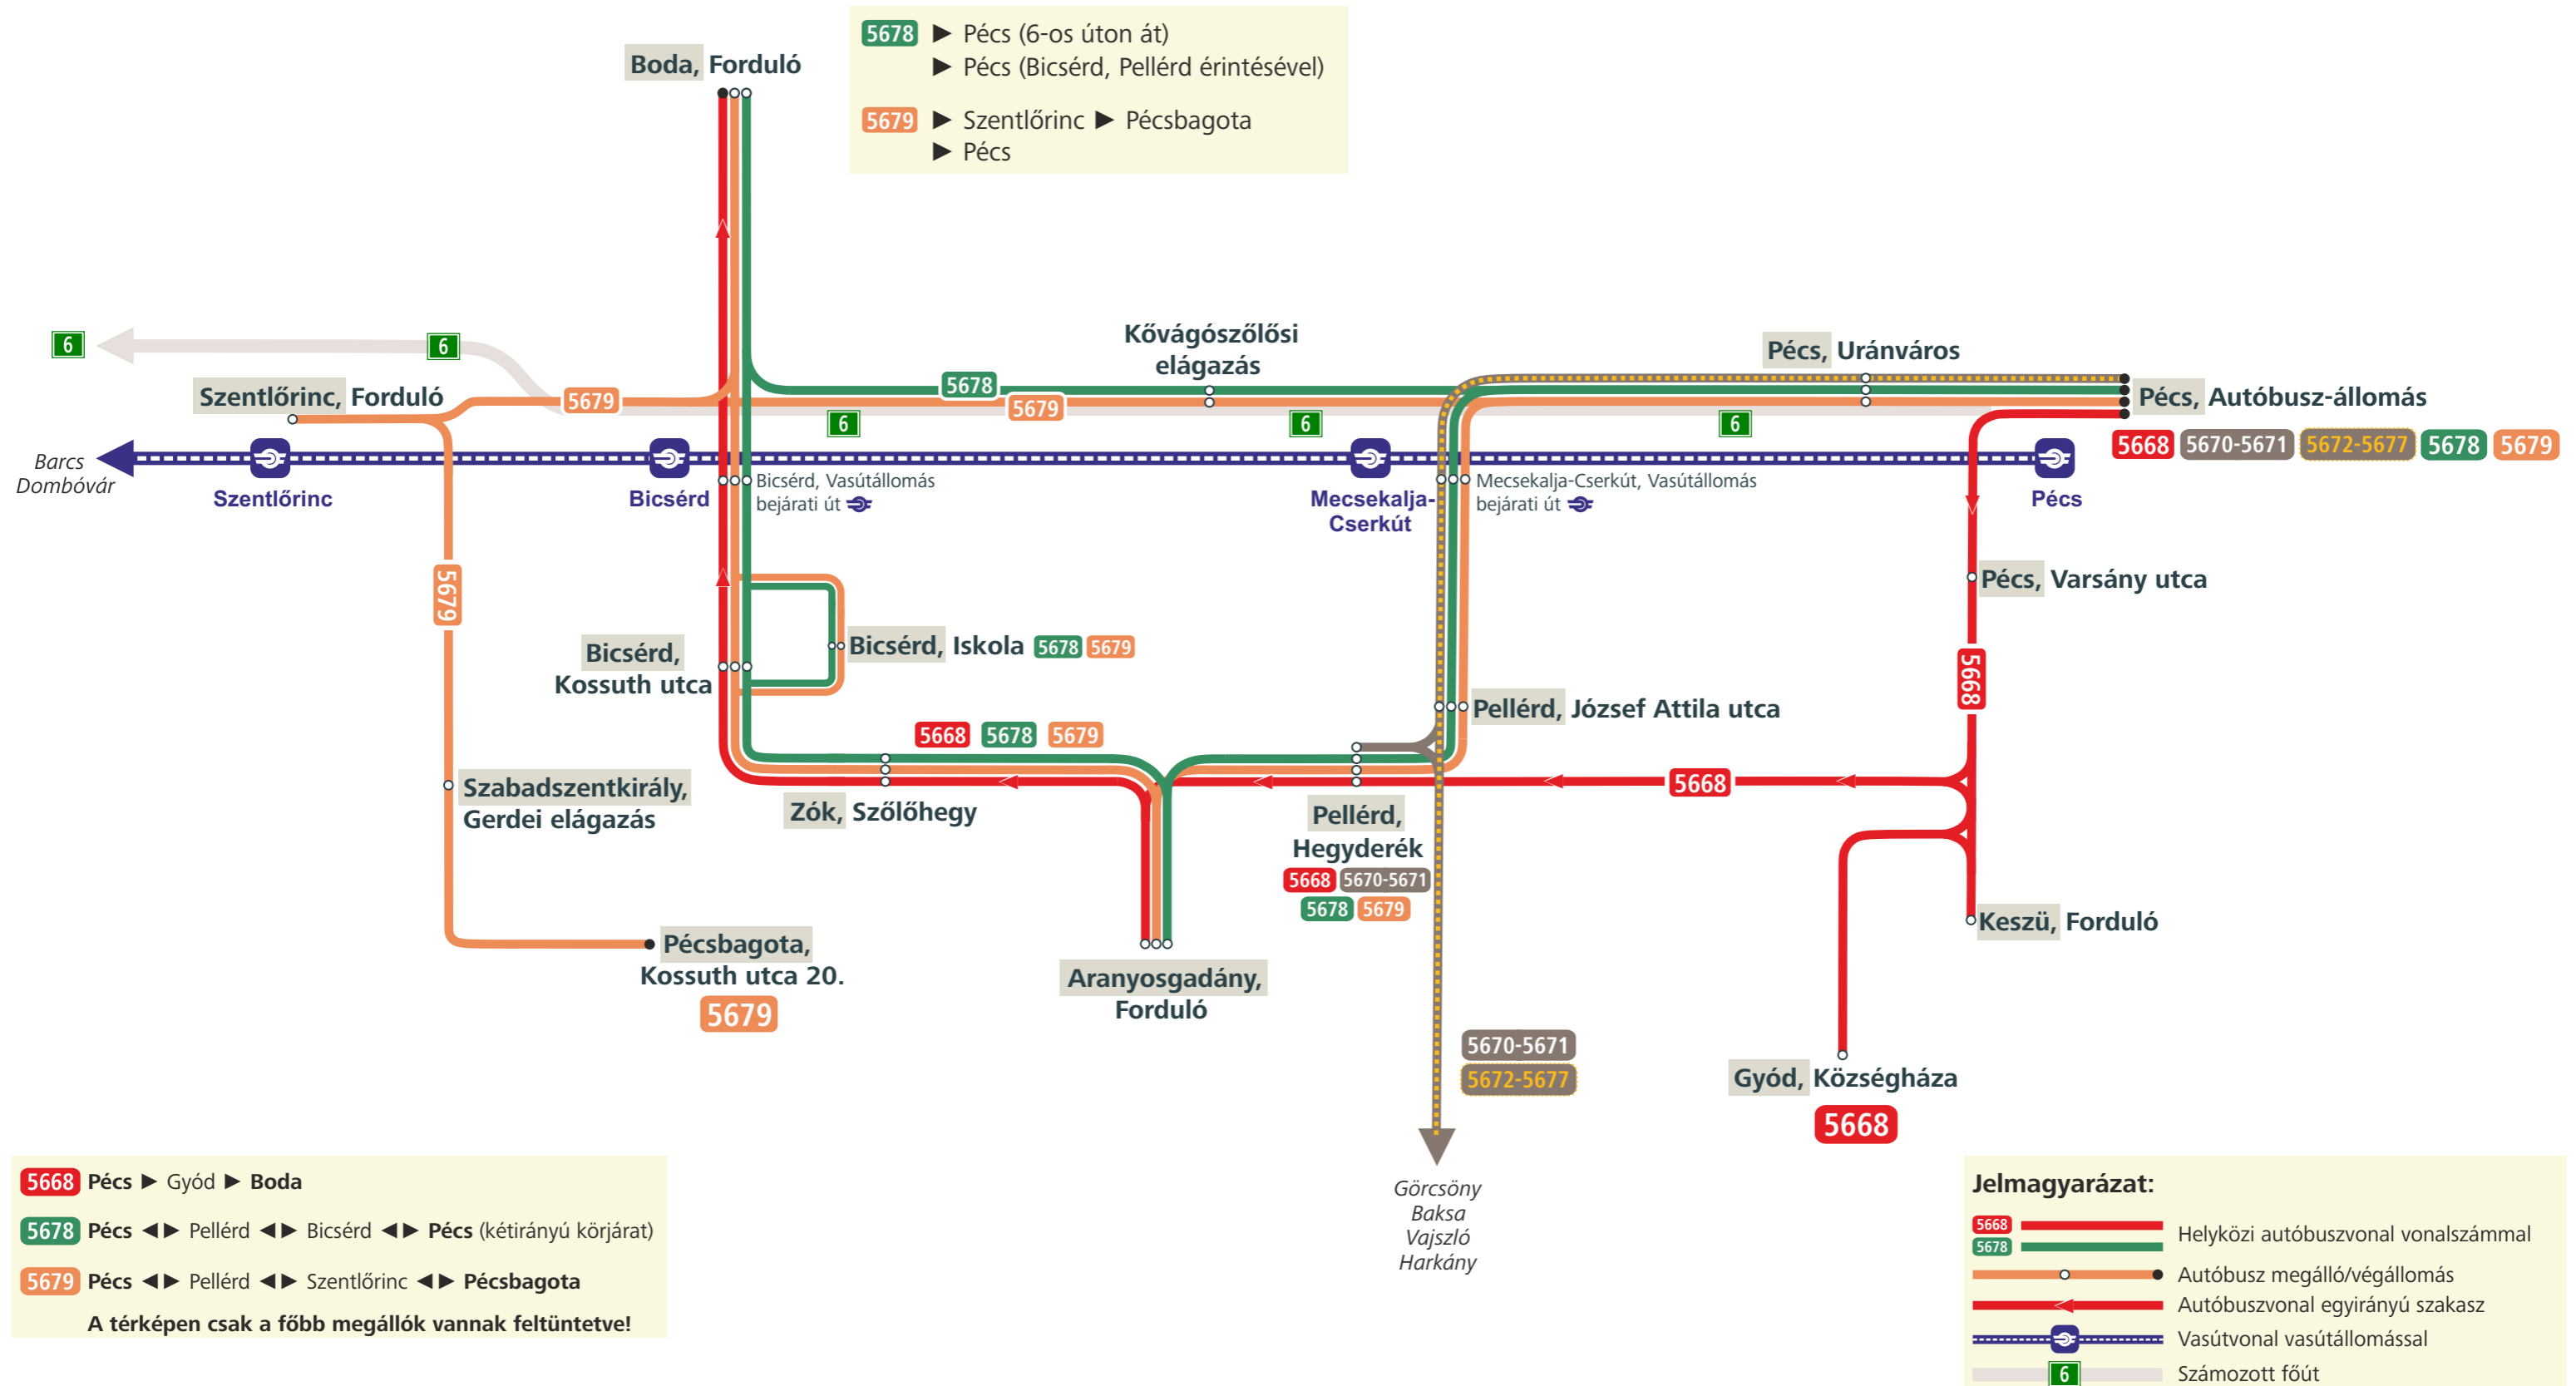 5678 ► Pécs (6-os úton át)
► Pécs (Bicsérd, Pellérd érintésével)
5679 ► Szentlőrinc ► Pécsbagota
► Pécs
Boda, Forduló
Kővágószőlősi
elágazás
Pécs, Uránváros
6
6
Szentlőrinc, Forduló
5679
5678
5679
6
6
6
Pécs, Autóbusz-állomás
5668 5670-5671 5672-5677 5678 5679
Barcs
Dombóvár
Szentlőrinc
Bicsérd
Bicsérd, Vasútállomás
bejárati út
Mecsekalja-
Cserkút
Mecsekalja-Cserkút, Vasútállomás
bejárati út
Pécs
5679
Pécs, Varsány utca
Bicsérd,
Kossuth utca
Bicsérd, Iskola 5678 5679
5668
Pellérd, József Attila utca
5668 5678 5679
Szabadszentkirály,
Gerdei elágazás
Zók, Szőlőhegy
5668
Pellérd,
Hegyderék
5668 5670-5671
5678 5679
Keszü, Forduló
Pécsbagota,
Kossuth utca 20.
5679
Aranyosgadány,
Forduló
5670-5671
5672-5677
Gyód, Községháza
5668
Görcsöny
Baksa
Vajszló
Harkány
5668 Pécs ► Gyód ► Boda
5678 Pécs ◄► Pellérd ◄► Bicsérd ◄► Pécs (kétirányú körjárat)
5679 Pécs ◄► Pellérd ◄► Szentlőrinc ◄► Pécsbagota
A térképen csak a főbb megállók vannak feltüntetve!
Jelmagyarázat:
5668
5678
Helyközi autóbuszvonal vonalszámmal
Autóbusz megálló/végállomás
Autóbuszvonal egyirányú szakasz
Vasútvonal vasútállomással
6 Számozott főút